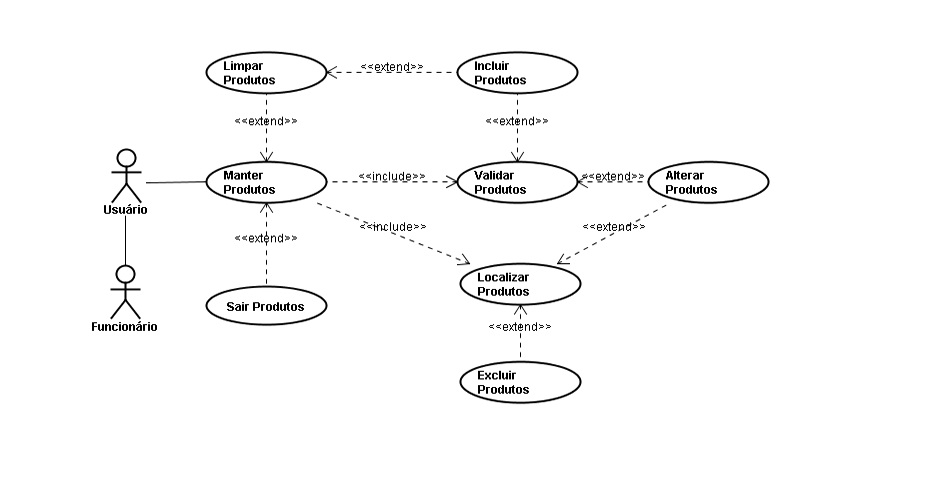 Limpar
Produtos
<<extend>>
Incluir
Produtos
<<extend>>
<<extend>>
Usuário
Manter
Produtos
<<include>>
Validar
Produtos
<<extend>>
Alterar
Produtos
<<extend>>
<<include>>
<<extend>>
Funcionário
Sair Produtos
Localizar
Produtos
<<extend>>
Excluir
Produtos